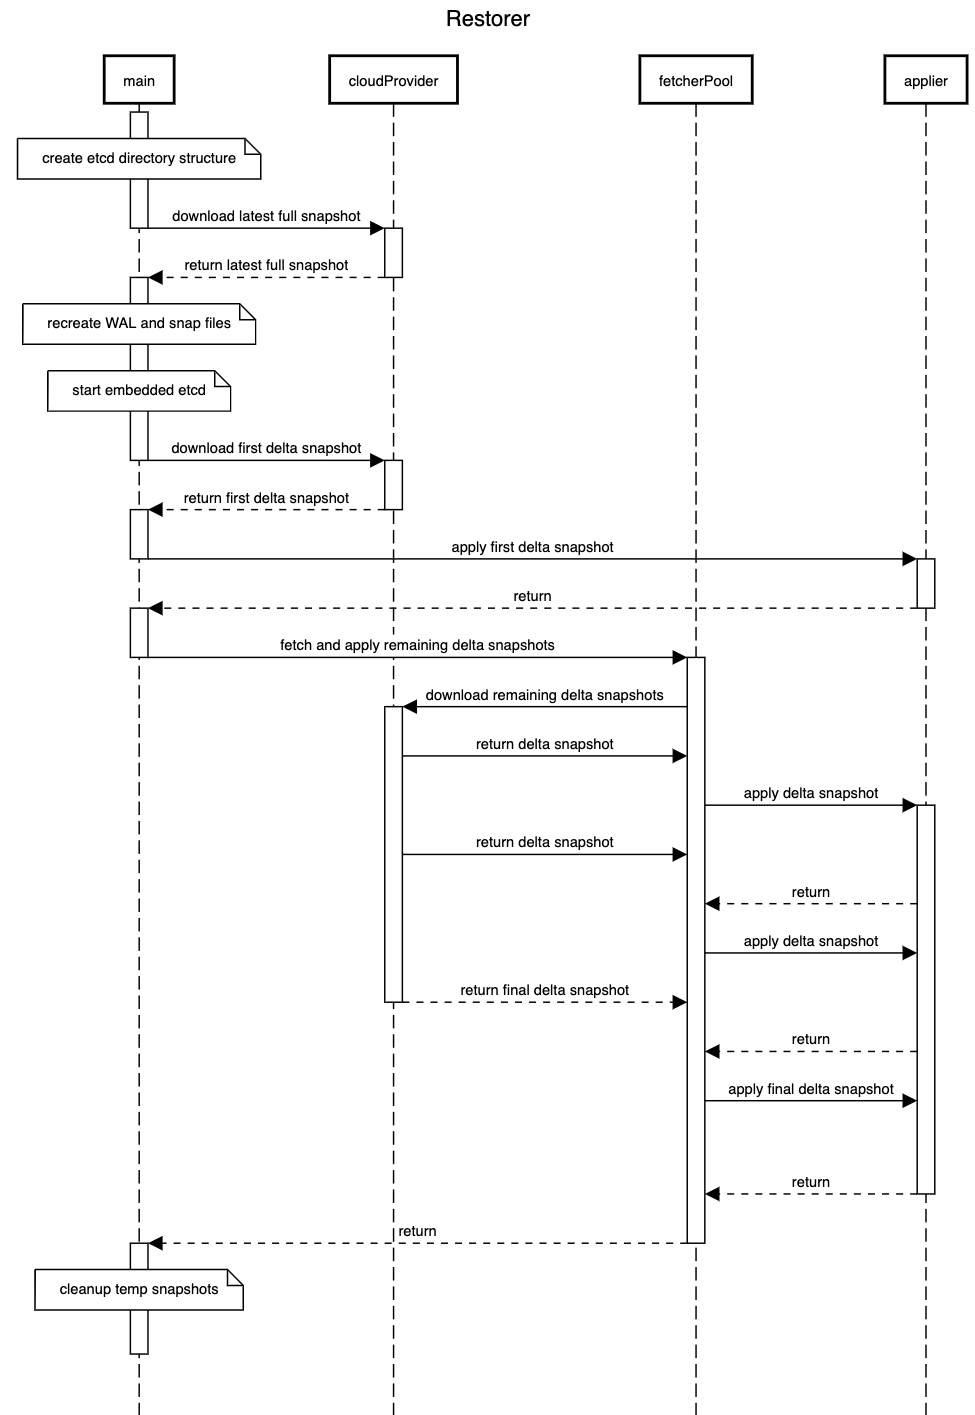 Restorer
main
cloudProvider
fetcherPool
applier
create etcd directory structure
download latest full snapshot
return latest full snapshot
recreate WAL and snap files
start embedded etcd
download first delta snapshot
return first delta snapshot
apply first delta snapshot
return
fetch and apply remaining delta snapshots
download remaining delta snapshots
return delta snapshot
apply delta snapshot
return delta snapshot
return
apply delta snapshot
return final delta snapshot
return
apply final delta snapshot
return
return
cleanup temp snapshots